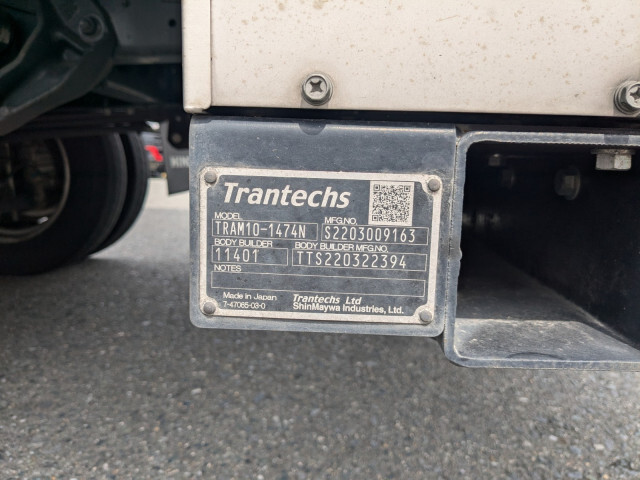 Trantechs
MODEL MFG.NO.
TRAM10-1474N S2203009163
BODY BUILDER BODY BUILDER MFG.NO.
11401 TTS220322394
NOTES
Made in Japan Trantechs Ltd
7-47065-03-0 ShinMaywa Industries, Ltd.